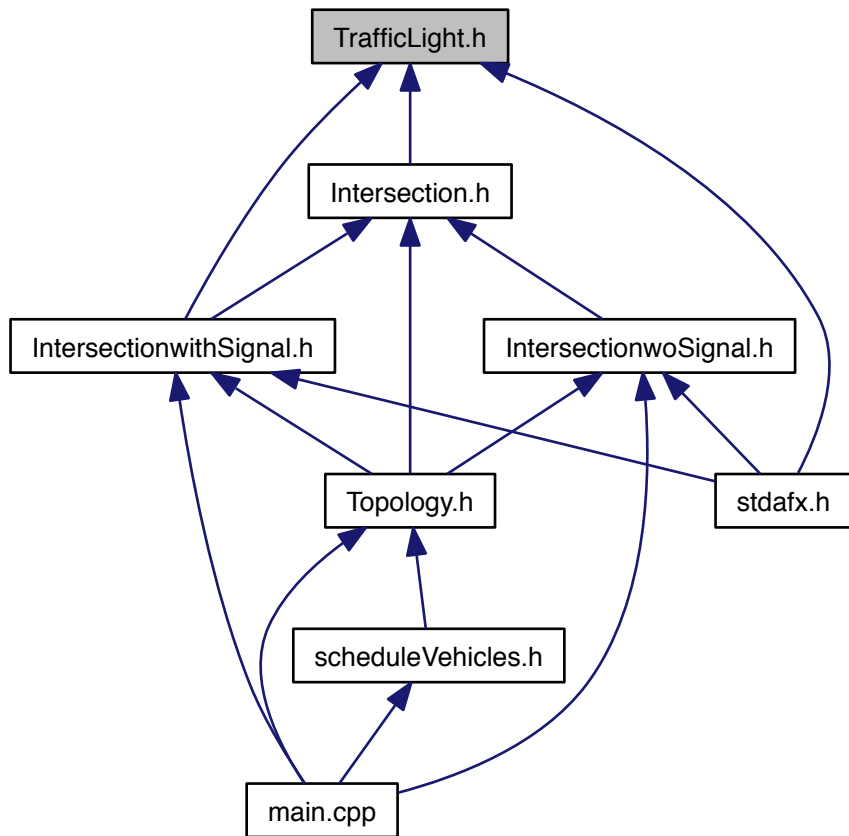 TrafficLight.h
Intersection.h
IntersectionwithSignal.h
IntersectionwoSignal.h
Topology.h
stdafx.h
scheduleVehicles.h
main.cpp